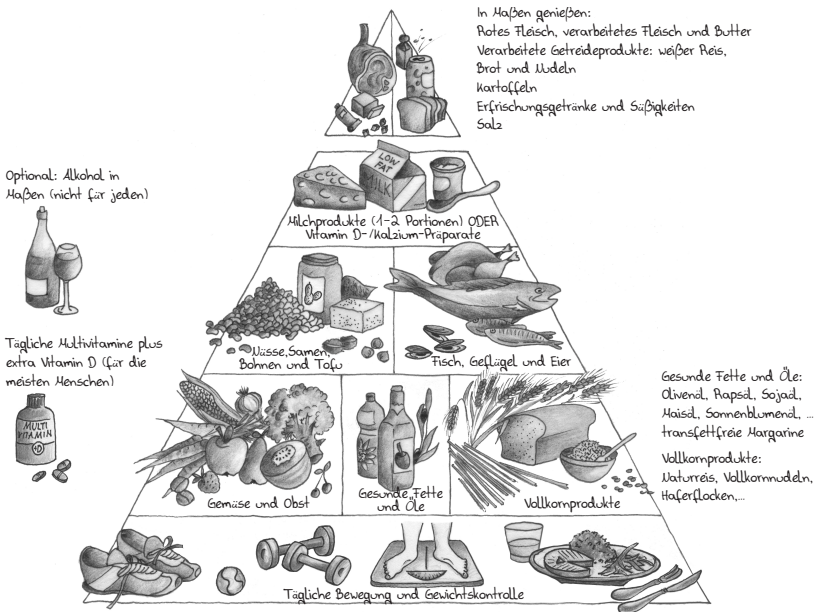 In Maßen genießen:
Rotes Fleisch, verarbeitetes Fleisch und Butter
Verarbeitete Getreideprodukte: weißer Reis,
Brot und Nudeln
Kartoffeln
Erfrischungsgetränke und Süßigkeiten
Salz
Optional: Alkohol in
Maßen (nicht für jeden)
LOW
FAT
MILK
Milchprodukte (1-2 Portionen) ODER
Vitamin D-/Kalzium-Präparate
Tägliche Multivitamine plus
extra Vitamin D (für die
meisten Menschen)
MULTI
VITAMIN
+D
Nüsse, Samen,
Bohnen und Tofu
Fisch, Geflügel und Eier
Gesunde Fette und Öle:
Olivenöl, Rapsöl, Sojaöl,
Maisöl, Sonnenblumenöl, ...
transfettfreie Margarine
Vollkornprodukte:
Naturreis, Vollkornnudeln,
Haferflocken,...
Gemüse und Obst
Gesunde Fette
und Öle
Vollkornprodukte
Tägliche Bewegung und Gewichtskontrolle